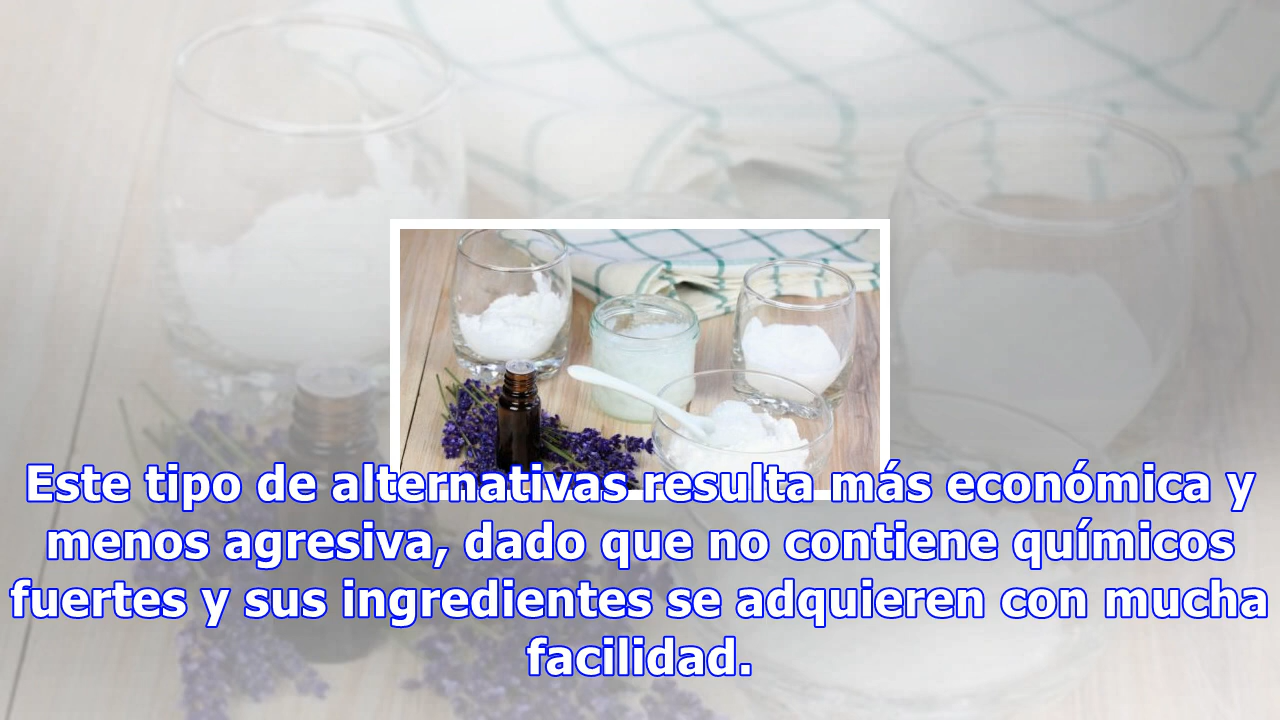 Este tipo de alternativas resulta más económica y
menos agresiva, dado que no contiene químicos
fuertes y sus ingredientes se adquieren con mucha
facilidad.